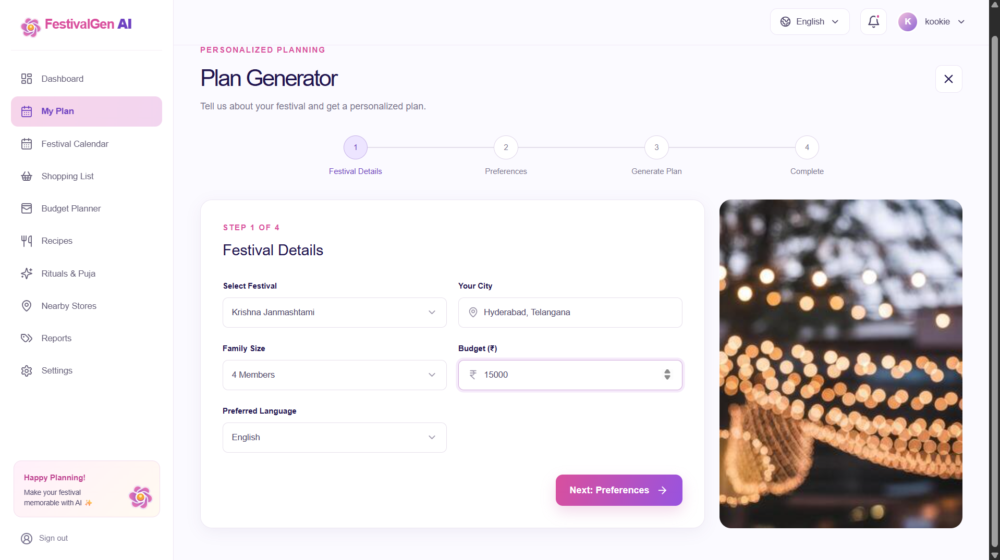 FestivalGen AI
English
K
kookie
Dashboard
My Plan
Festival Calendar
Shopping List
Budget Planner
Recipes
Rituals & Puja
Nearby Stores
Reports
Settings
Happy Planning!
Make your festival
memorable with AI ✨
Sign out
PERSONALIZED PLANNING
Plan Generator
Tell us about your festival and get a personalized plan.
1
2
3
4
Festival Details
Preferences
Generate Plan
Complete
STEP 1 OF 4
Festival Details
Select Festival
Your City
Krishna Janmashtami
Hyderabad, Telangana
Family Size
Budget (₹)
4 Members
₹ 15000
Preferred Language
English
Next: Preferences →